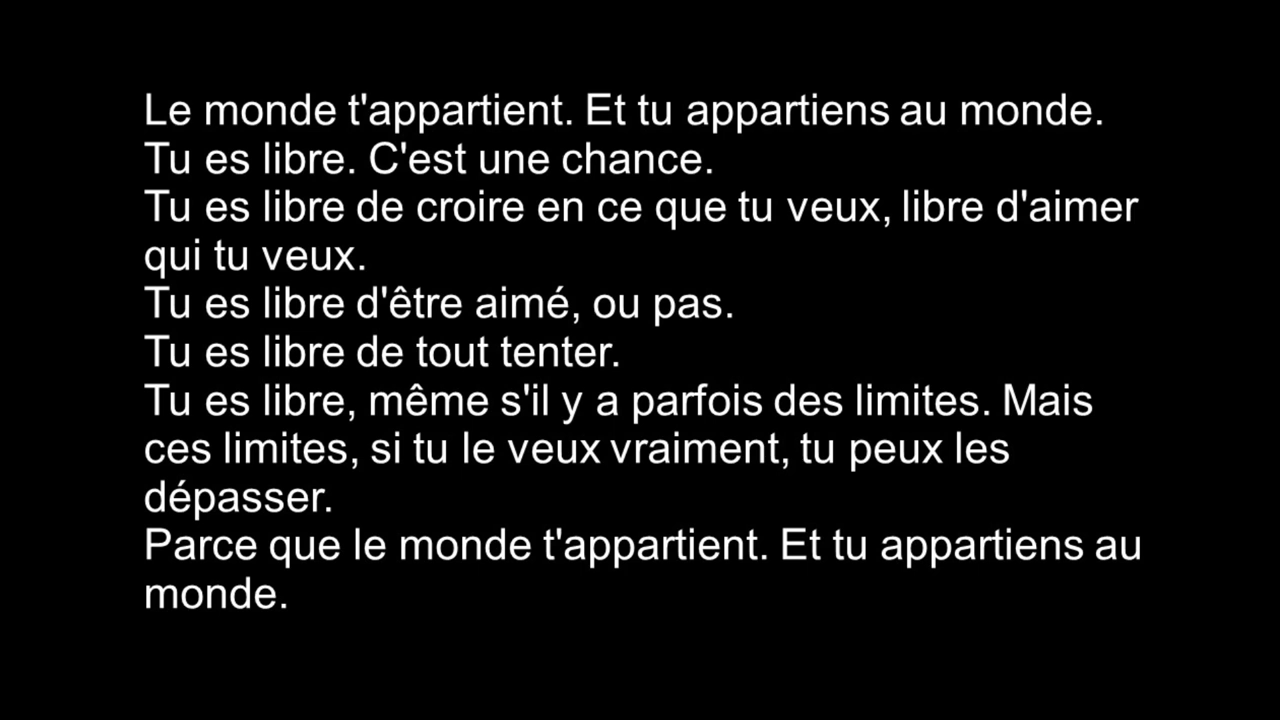 Le monde t'appartient. Et tu appartiens au monde.
Tu es libre. C'est une chance.
Tu es libre de croire en ce que tu veux, libre d'aimer
qui tu veux.
Tu es libre d'être aimé, ou pas.
Tu es libre de tout tenter.
Tu es libre, même s'il y a parfois des limites. Mais
ces limites, si tu le veux vraiment, tu peux les
dépasser.
Parce que le monde t'appartient. Et tu appartiens au
monde.